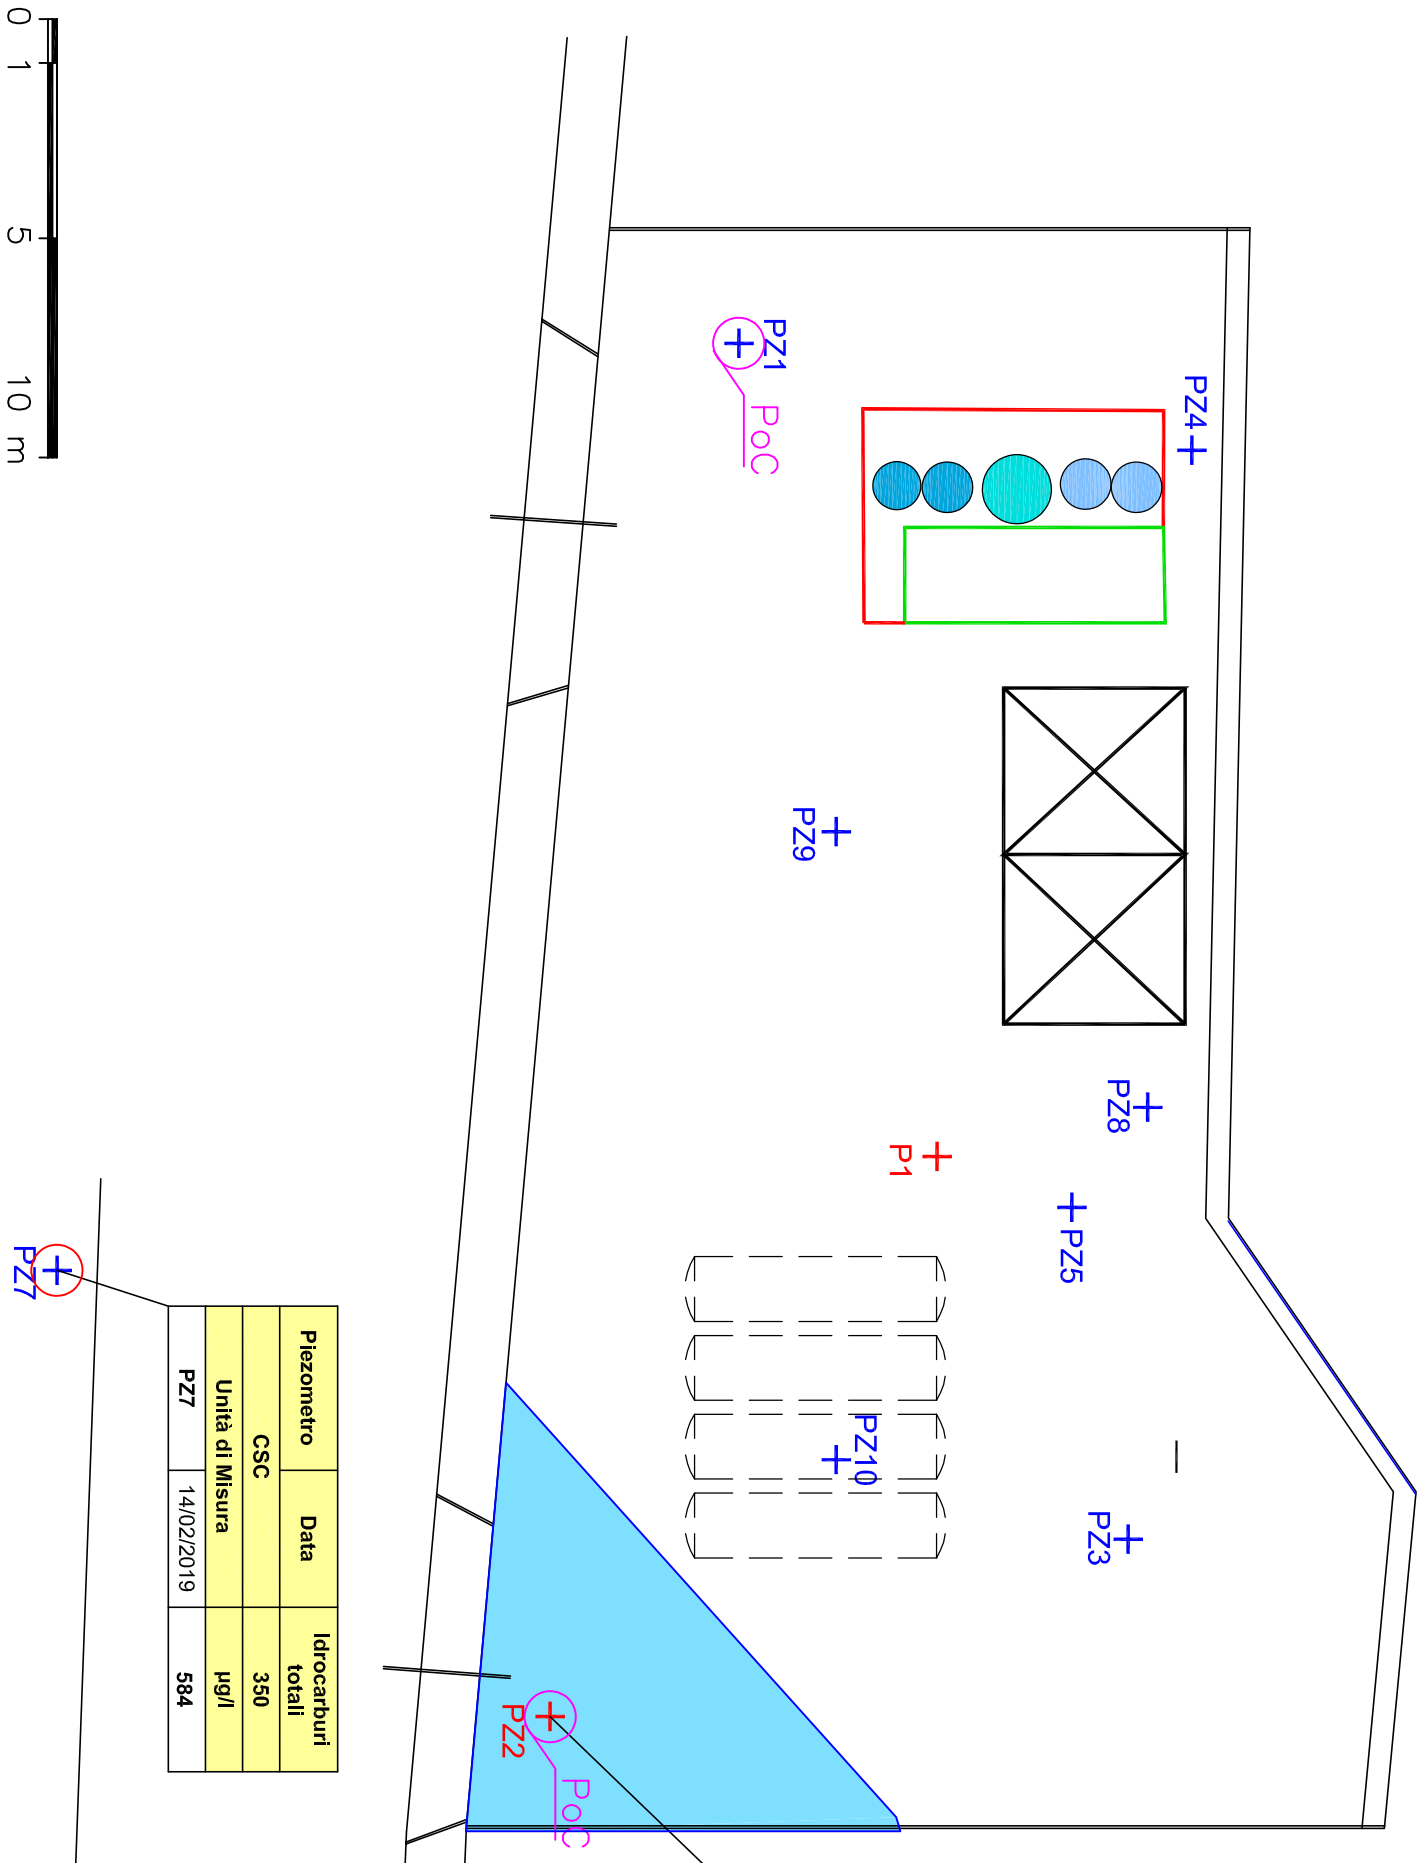 0 1 5 10 m
PZ4
PZ1
PoC
PZ9
PZ8
P1
PZ5
PZ10
PZ3
PZ7
PZ2
PoC
Piezometro Data Idrocarburi
totali
CSC 350
Unità di Misura µg/l
PZ7 14/02/2019 584